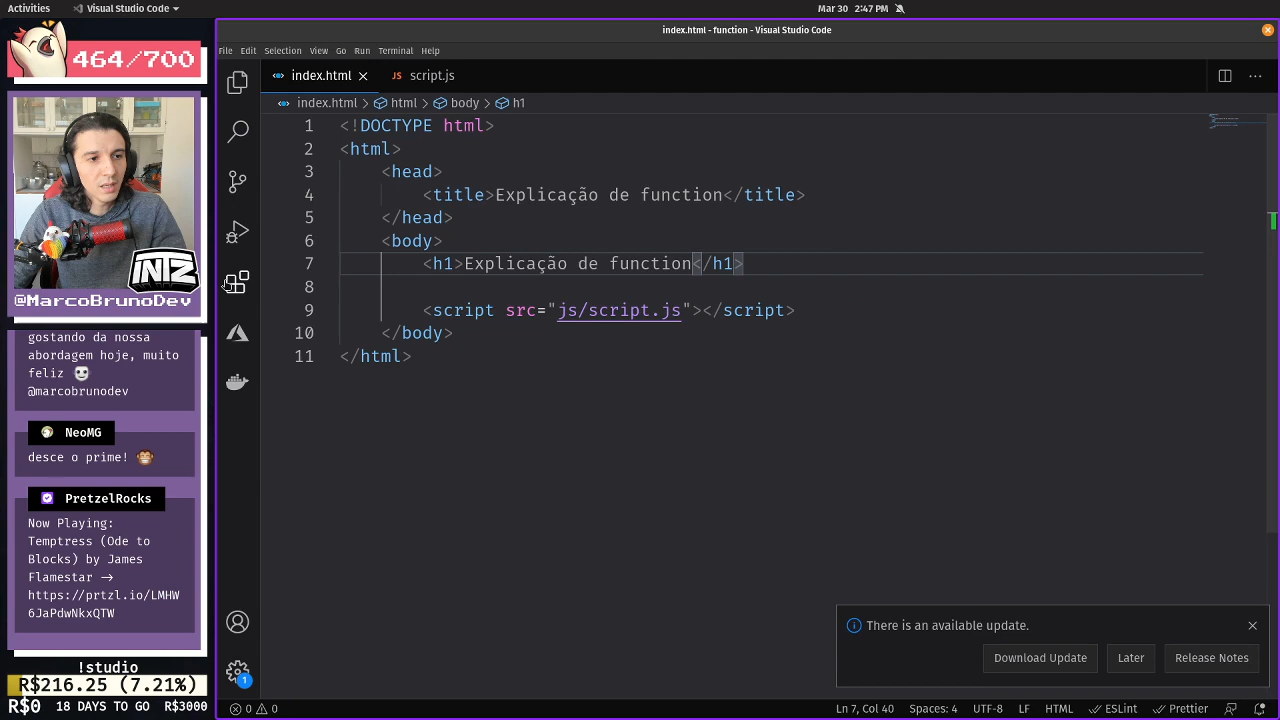 Activities
Visual Studio Code
Mar 30 2:47 PM
464/700
INTZ
@MarcoBrunoDev
gostando da nossa
abordagem hoje, muito
feliz
@marcobrunodev
NeoMG
desce o prime!
PretzelRocks
Now Playing:
Temptress (Ode to
Blocks) by James
Flamestar ->
https://prtzl.io/LMHW
6JaPdwNkxQTW
!studio
R$216.25 (7.21%)
R$0 18 DAYS TO GO R$3000
index.html - function - Visual Studio Code
File Edit Selection View Go Run Terminal Help
index.html
JS script.js
index.html > html > body > h1
1 <!DOCTYPE html>
2 <html>
3 <head>
4 <title>Explicação de function</title>
5 </head>
6 <body>
7 <h1>Explicação de function</h1>
8
9 <script src="js/script.js"></script>
10 </body>
11 </html>
There is an available update.
Download Update
Later
Release Notes
1
0 0
Ln 7, Col 40 Spaces: 4 UTF-8 LF HTML ESLint Prettier